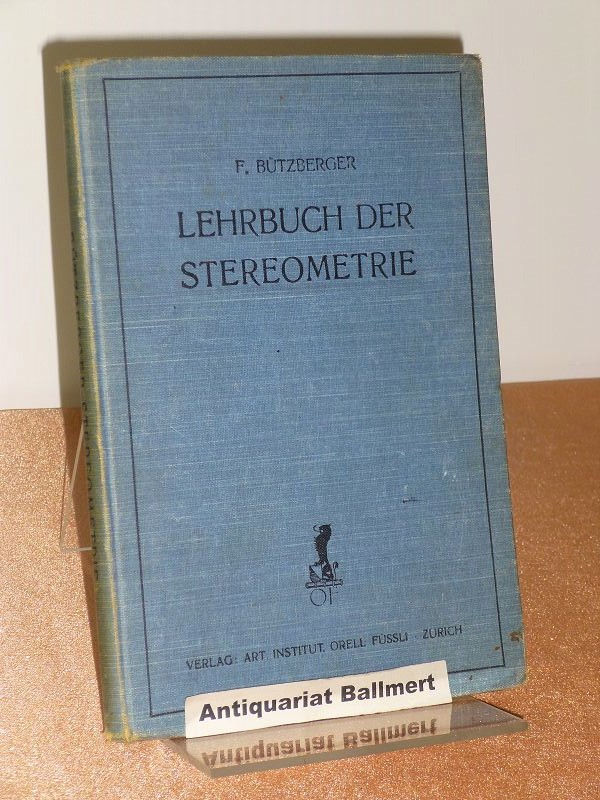 F. BÜTZBERGER
LEHRBUCH DER
STEREOMETRIE
OF
VERLAG: ART. INSTITUT. ORELL FÜSSLI · ZÜRICH
Antiquariat Ballmert